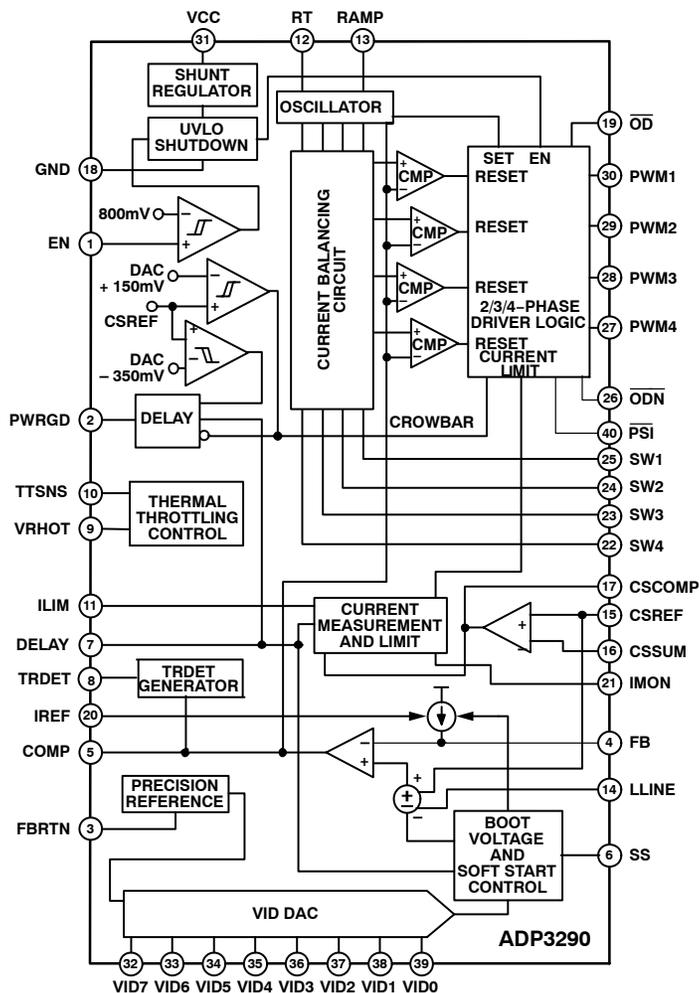 VCC RT RAMP
31 12 13
SHUNT
REGULATOR
OSCILLATOR
UVLO
SHUTDOWN
GND 18
800mV
EN 1
DAC
+ 150mV
CSREF
DAC
– 350mV
PWRGD 2
DELAY
CURRENT BALANCING
CIRCUIT
+
CMP
–
+
CMP
–
+
CMP
–
+
CMP
–
SET EN
RESET
RESET
RESET
2/3/4–PHASE
DRIVER LOGIC
RESET
CURRENT
LIMIT
CROWBAR
19 OD
30 PWM1
29 PWM2
28 PWM3
27 PWM4
26 ODN
40 PSI
25 SW1
24 SW2
23 SW3
22 SW4
17 CSCOMP
15 CSREF
16 CSSUM
21 IMON
4 FB
14 LLINE
6 SS
TTSNS 10
VRHOT 9
THERMAL
THROTTLING
CONTROL
ILIM 11
CURRENT
MEASUREMENT
AND LIMIT
DELAY 7
TRDET 8
TRDET
GENERATOR
IREF 20
COMP 5
PRECISION
REFERENCE
FBRTN 3
BOOT
VOLTAGE
AND
SOFT START
CONTROL
VID DAC
ADP3290
32 33 34 35 36 37 38 39
VID7 VID6 VID5 VID4 VID3 VID2 VID1 VID0